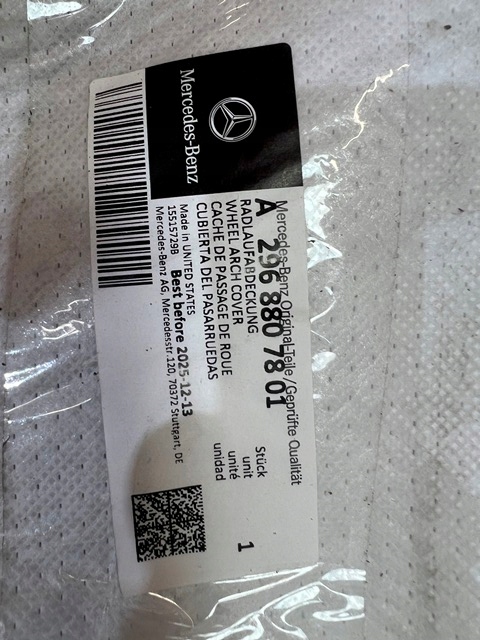 Mercedes-Benz
Mercedes-Benz Original-Teile /Geprüfte Qualität
A 296 880 78 01
RADLAUFABDECKUNG
WHEEL ARCH COVER
CACHE DE PASSAGE DE ROUE
CUBIERTA DEL PASARRUEDAS
Stück
unit
unité
unidad
1
Made in UNITED STATES
15515729B Best before 2025-12-13
Mercedes-Benz AG, Mercedesstr.120, 70372 Stuttgart, DE